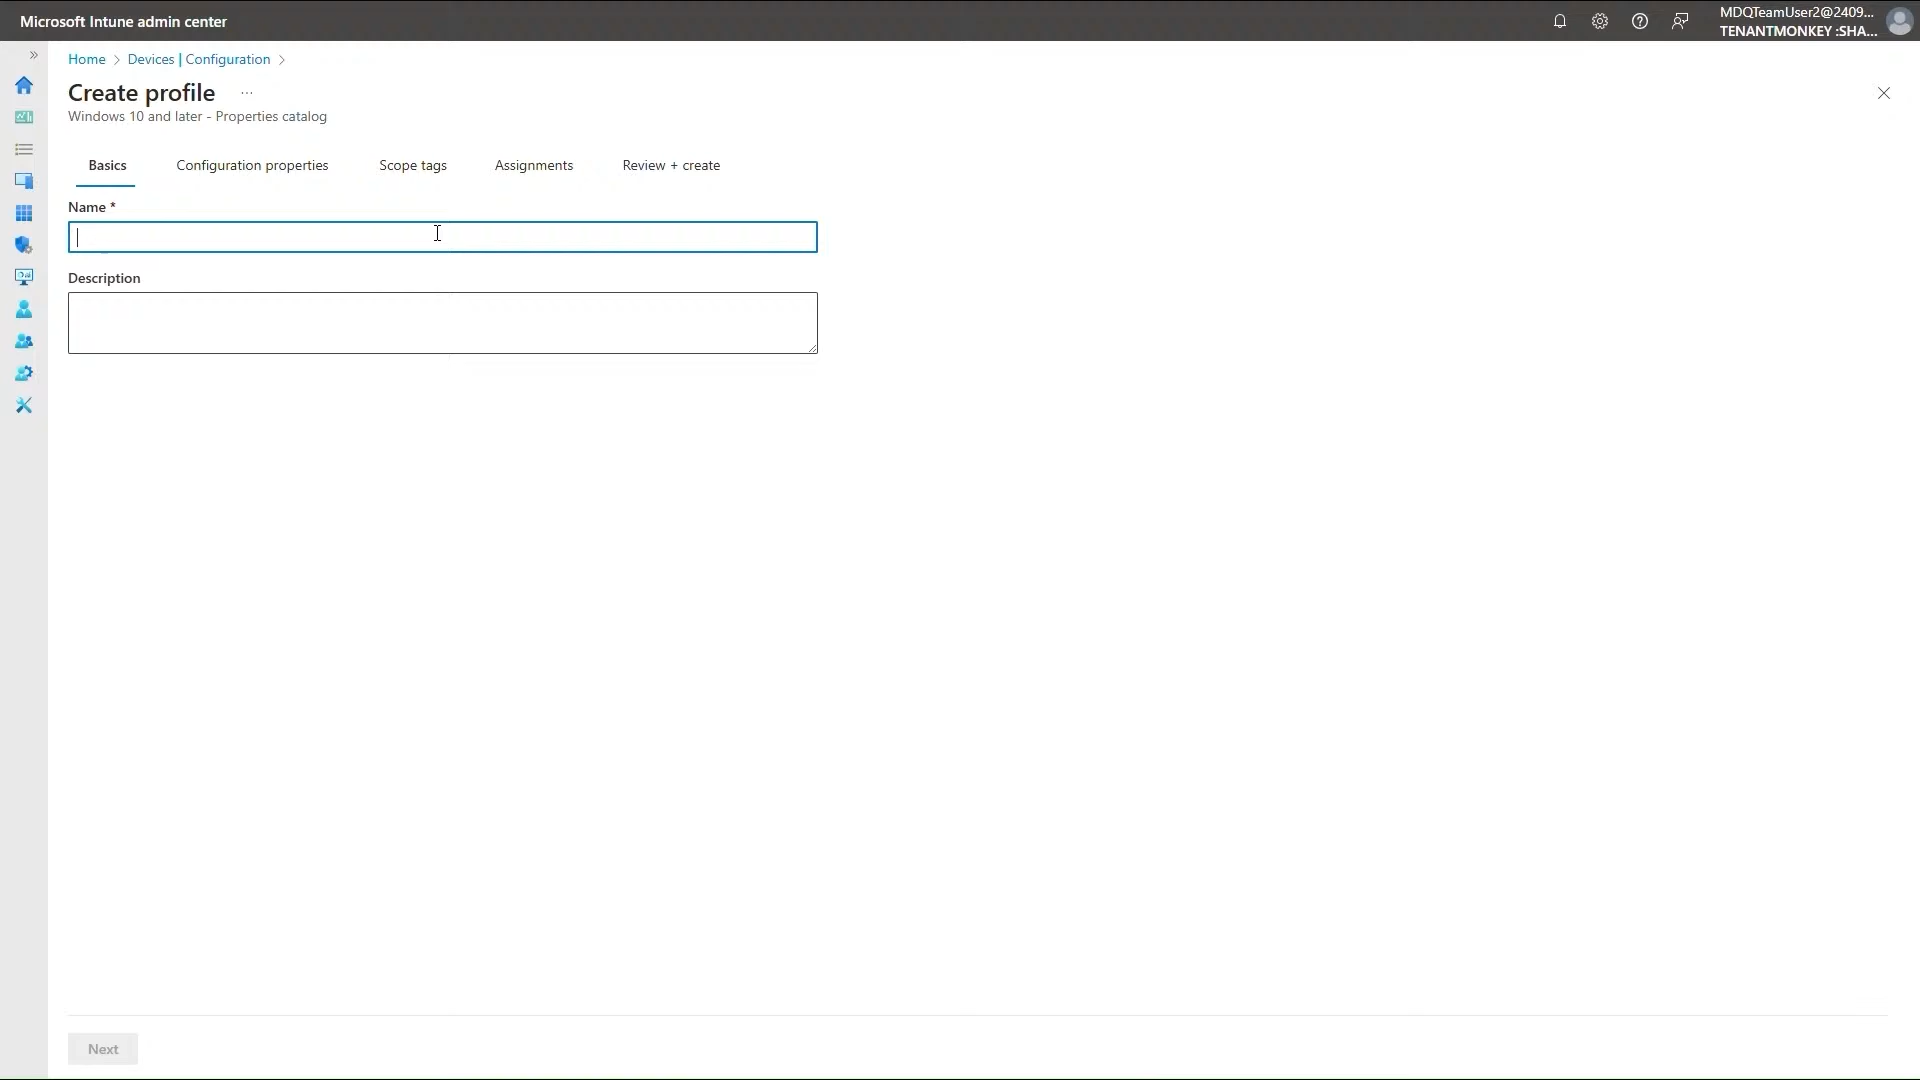 Microsoft Intune admin center
MDQTeamUser2@2409...
TENANTMONKEY :SHA...
Home > Devices | Configuration >
Create profile ...
Windows 10 and later - Properties catalog
Basics Configuration properties Scope tags Assignments Review + create
Name *
Description
Next